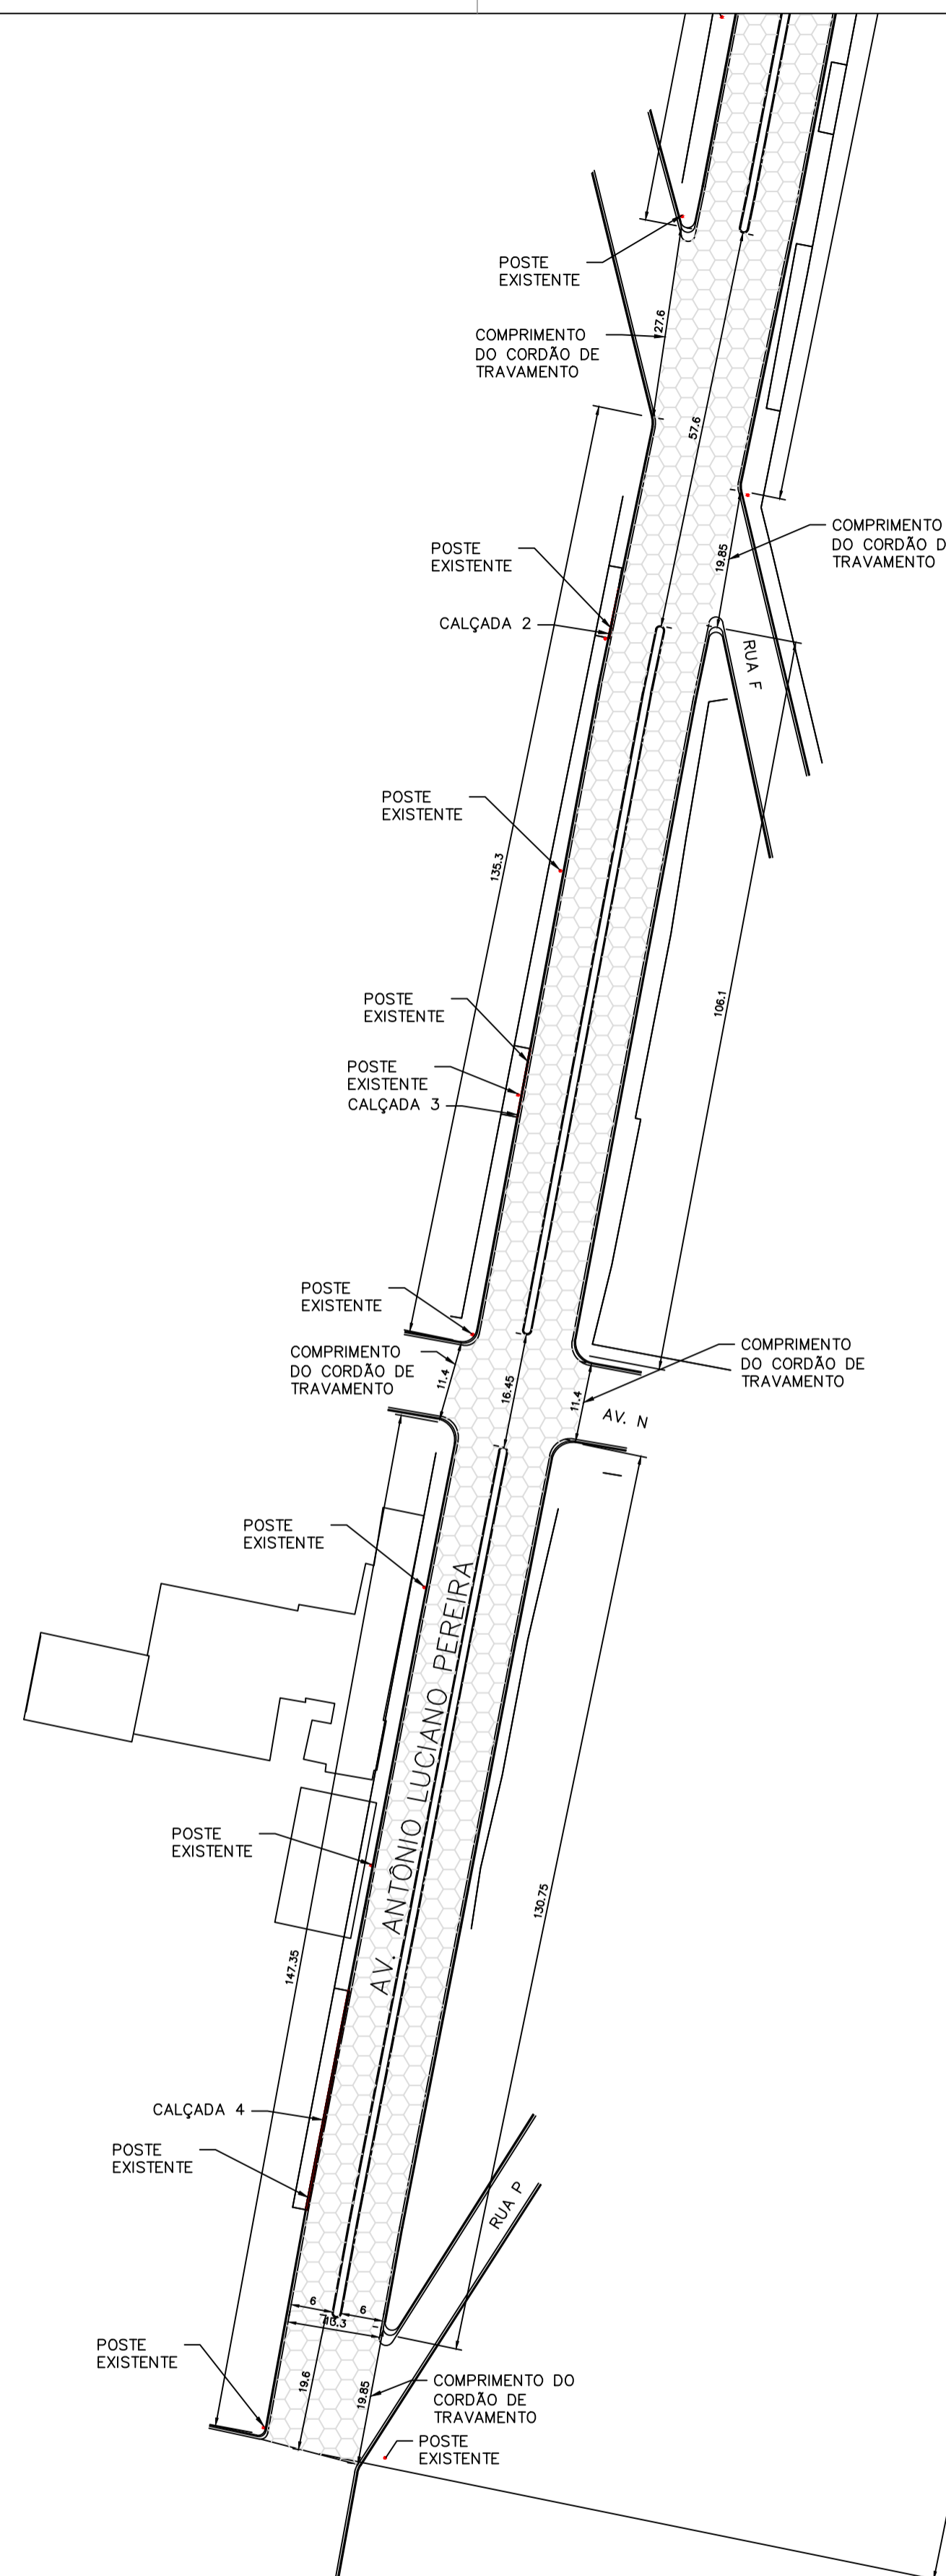 POSTE
EXISTENTE
27.6
COMPRIMENTO
DO CORDÃO DE
TRAVAMENTO
57.6
COMPRIMENTO
DO CORDÃO D
TRAVAMENTO
19.85
POSTE
EXISTENTE
CALÇADA 2
RUA F
POSTE
EXISTENTE
135.3
106.1
POSTE
EXISTENTE
POSTE
EXISTENTE
CALÇADA 3
POSTE
EXISTENTE
COMPRIMENTO
DO CORDÃO DE
TRAVAMENTO
11.4
16.45
11.4
COMPRIMENTO
DO CORDÃO DE
TRAVAMENTO
AV. N
POSTE
EXISTENTE
AV. ANTÔNIO LUCIANO PEREIRA
POSTE
EXISTENTE
130.75
147.35
CALÇADA 4
POSTE
EXISTENTE
RUA P
6
6
POSTE
EXISTENTE
19.6
19.85
COMPRIMENTO DO
CORDÃO DE
TRAVAMENTO
POSTE
EXISTENTE